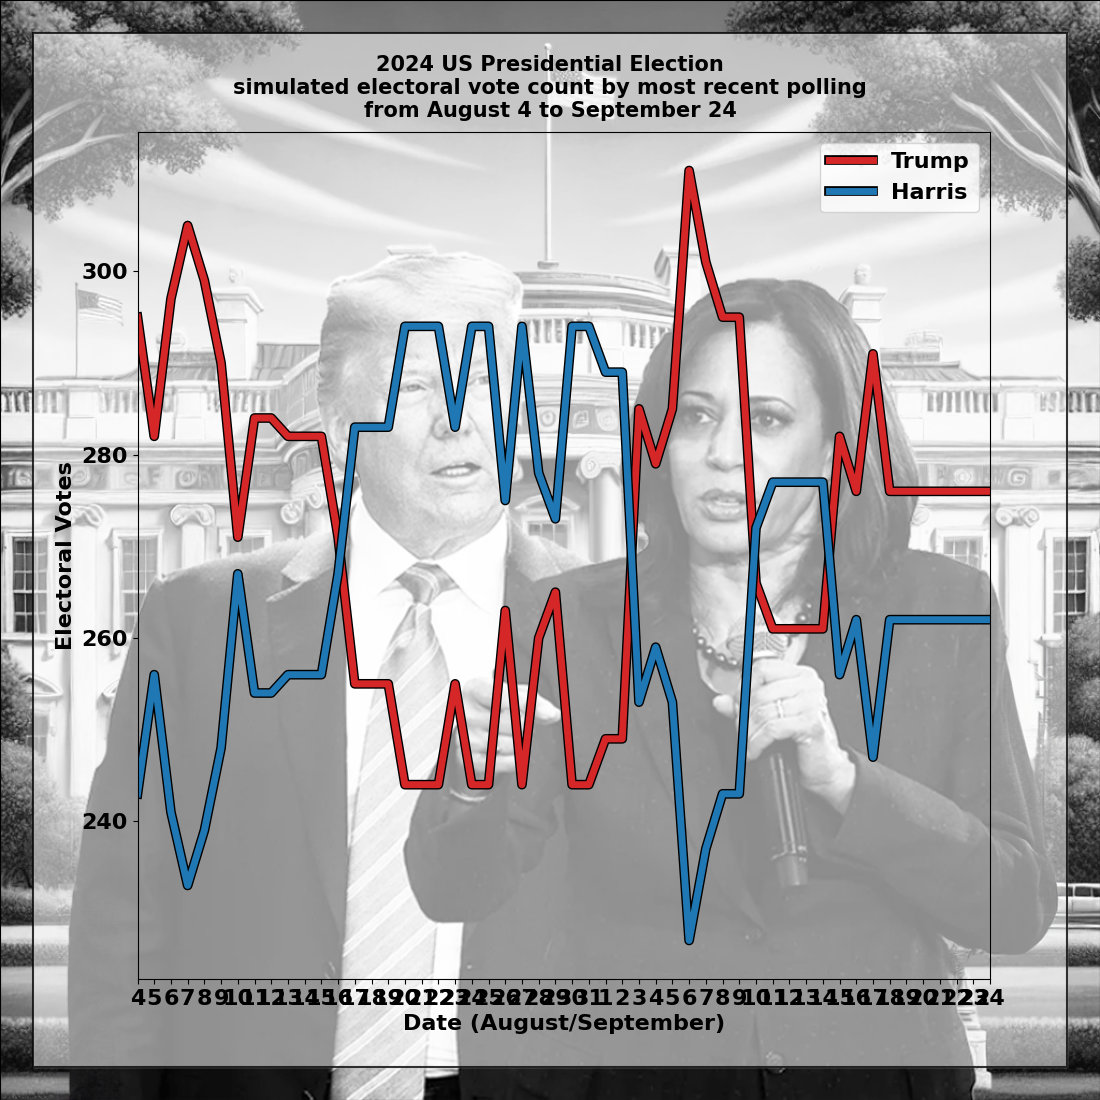 2024 US Presidential Election
simulated electoral vote count by most recent polling
from August 4 to September 24
Trump
Harris
300
280
260
240
Electoral Votes
4 5 6 7 8 9 10 11 12 13 14 15 16 17 18 19 20 21 22 23 24 25 26 27 28 29 30 31 1 2 3 4 5 6 7 8 9 10 11 12 13 14 15 16 17 18 19 20 21 22 23 24
Date (August/September)